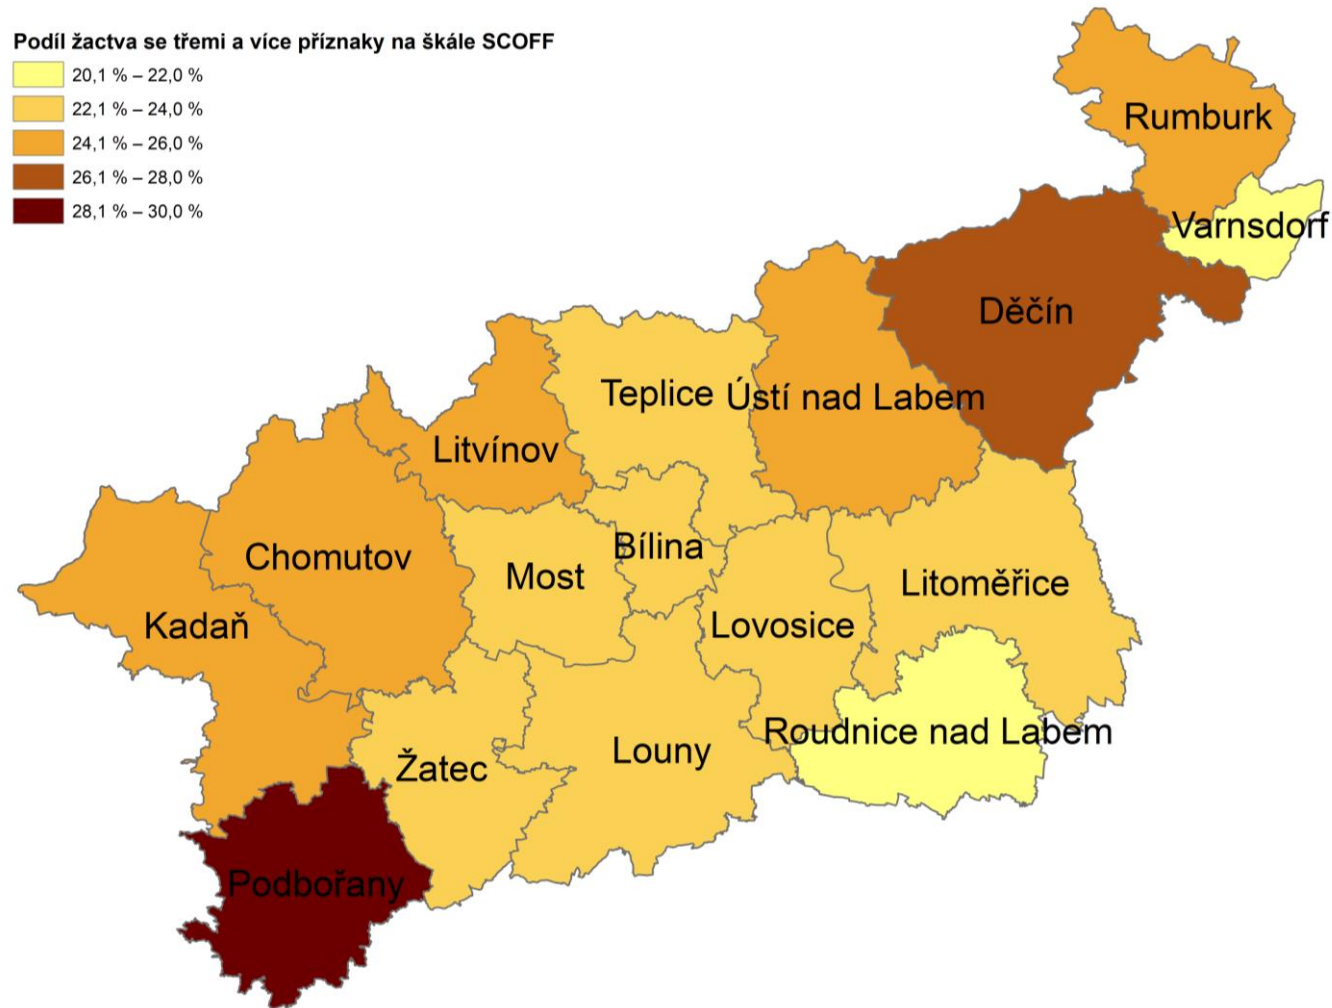 Podíl žactva se třemi a více příznaky na škále SCOFF
20,1 % – 22,0 %
22,1 % – 24,0 %
24,1 % – 26,0 %
26,1 % – 28,0 %
28,1 % – 30,0 %
Rumburk
Varnsdorf
Děčín
Teplice
Ústí nad Labem
Litvínov
Chomutov
Most
Bílina
Litoměřice
Kadaň
Lovosice
Roudnice nad Labem
Louny
Žatec
Podbořany